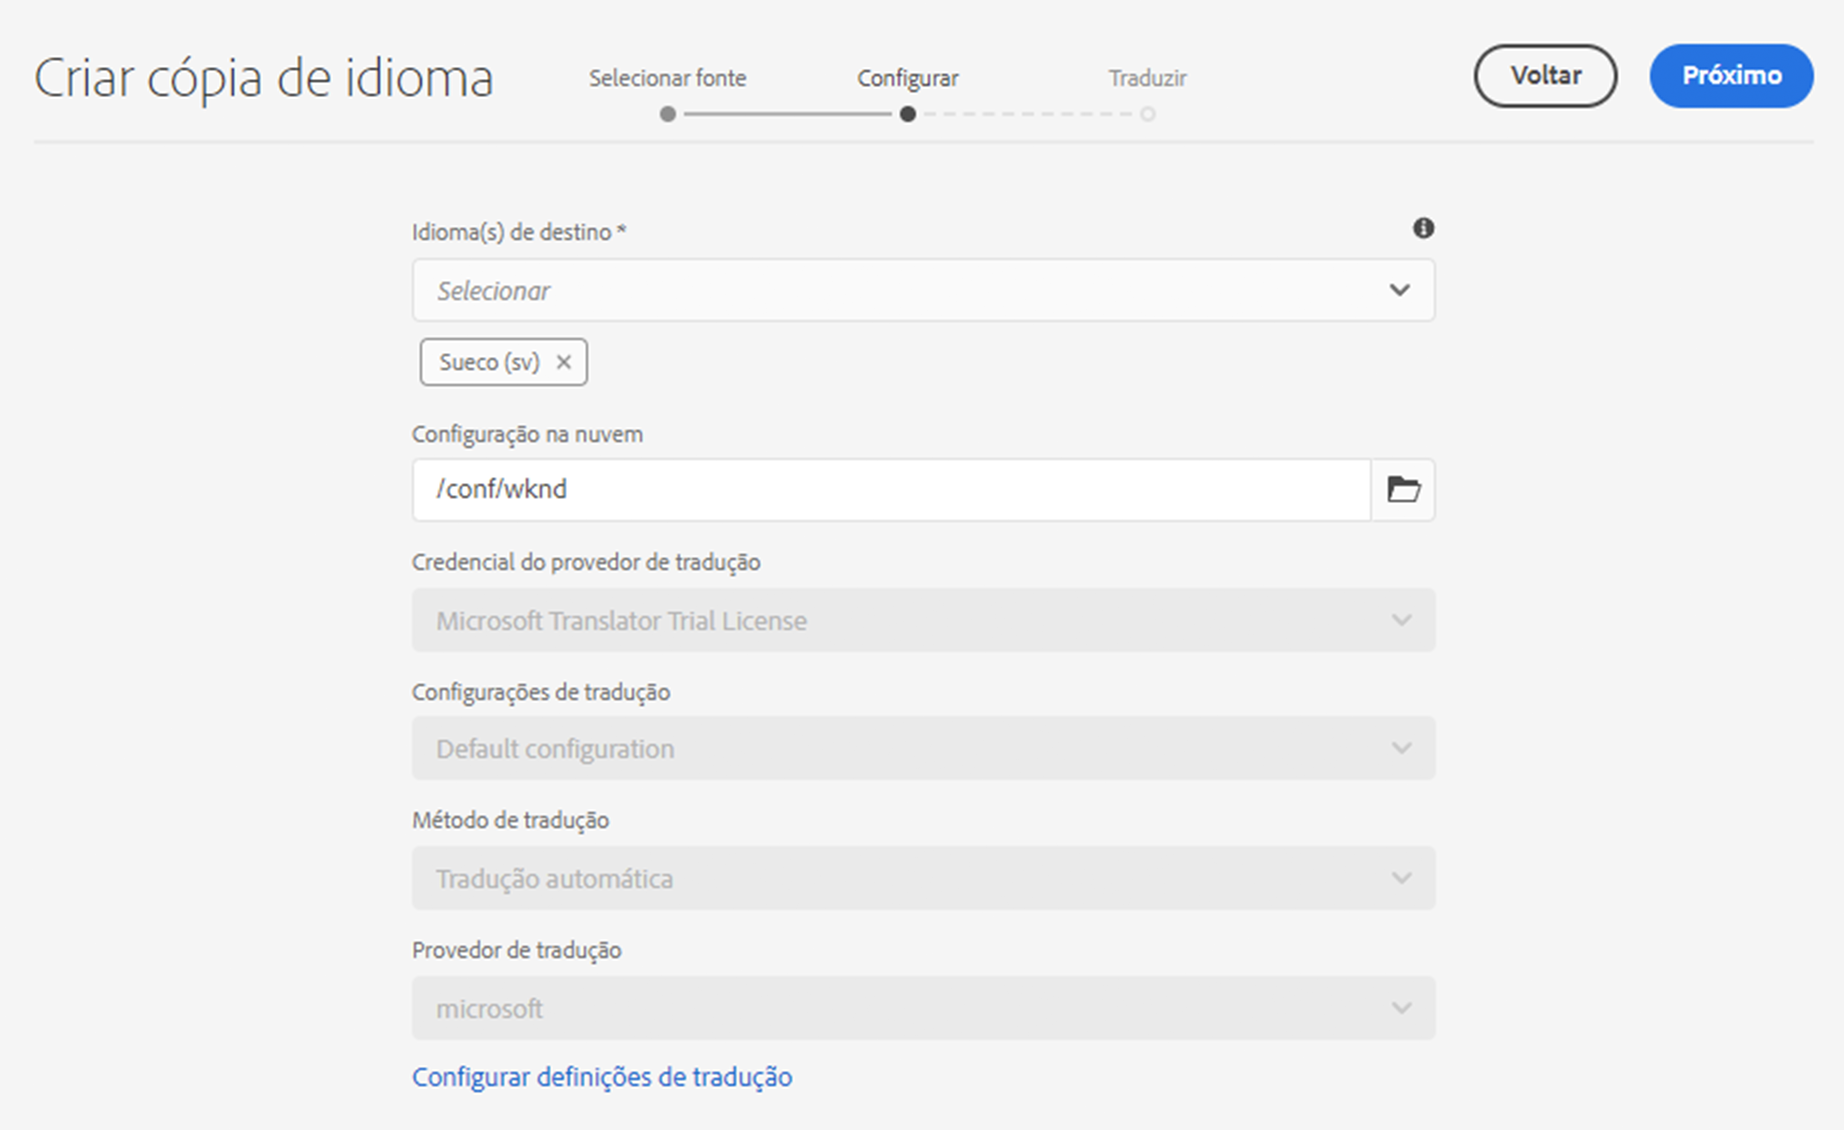 Criar cópia de idioma
Selecionar fonte
Configurar
Traduzir
Voltar
Próximo
Idioma(s) de destino *
Selecionar
Sueco (sv)
Configuração na nuvem
/conf/wknd
Credencial do provedor de tradução
Microsoft Translator Trial License
Configurações de tradução
Default configuration
Método de tradução
Tradução automática
Provedor de tradução
microsoft
Configurar definições de tradução